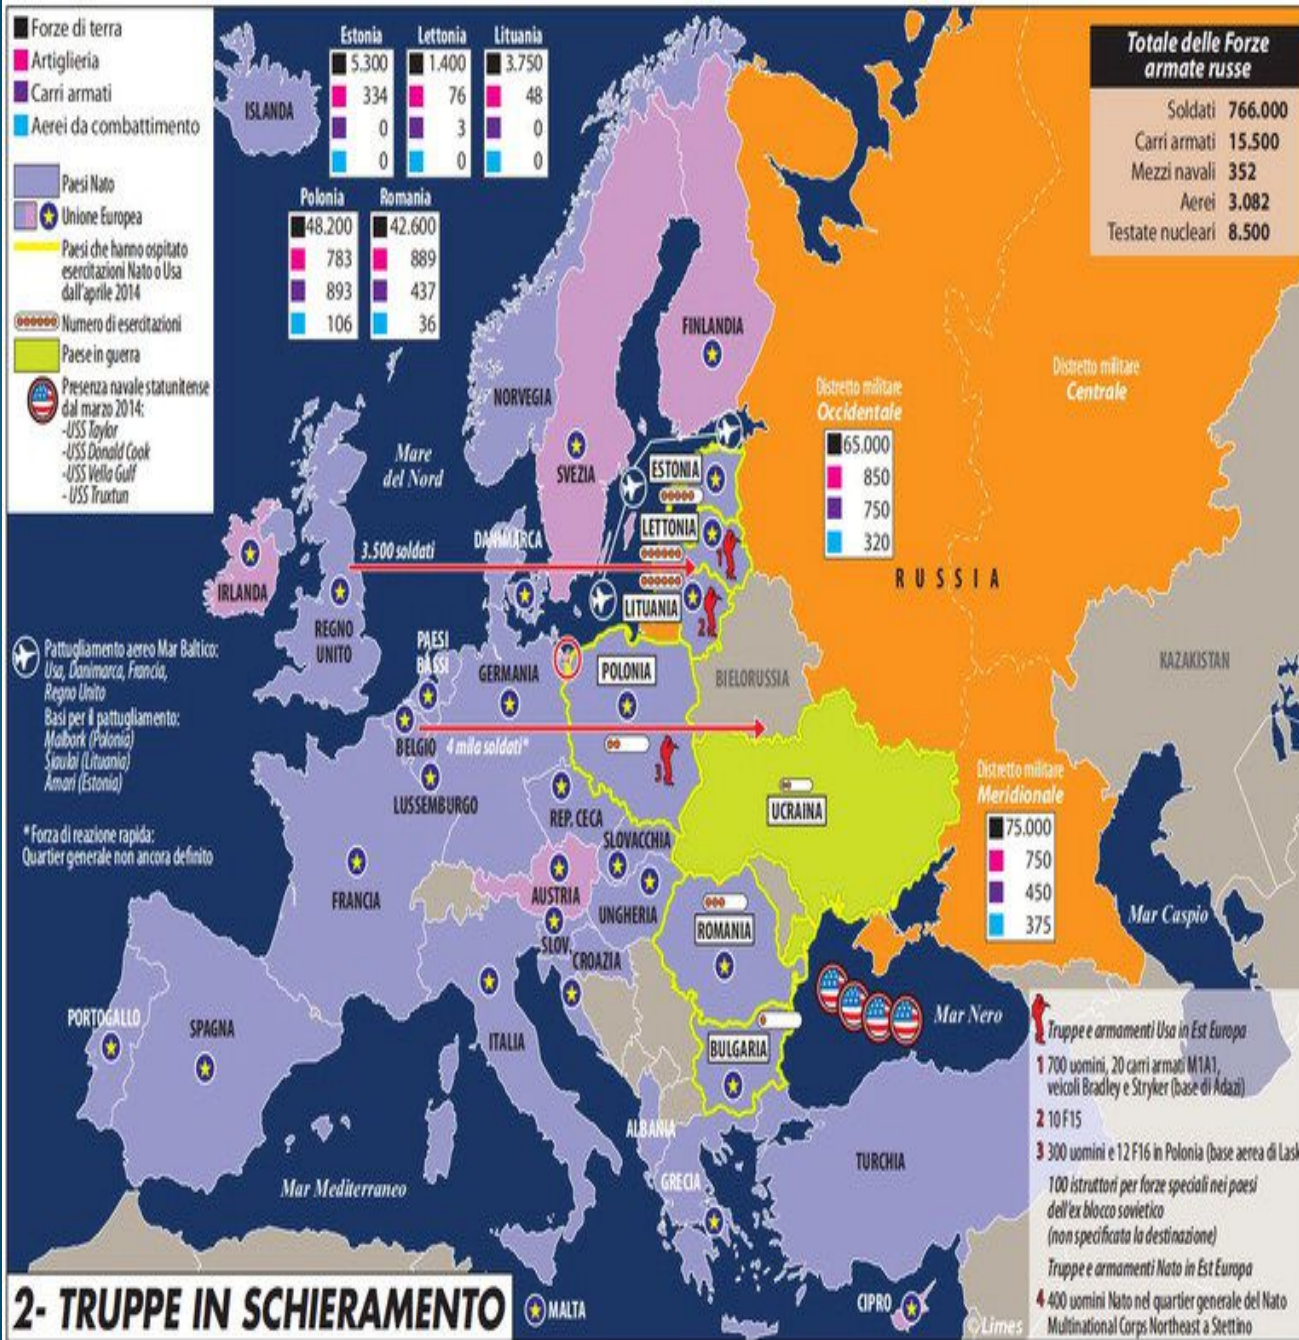 Forze di terra
Artiglieria
Carri armati
Aerei da combattimento
Paesi Nato
Unione Europea
Paesi che hanno ospitato
esercitazioni Nato o Usa
dall'aprile 2014
Numero di esercitazioni
Paese in guerra
Presenza navale statunitense
dal marzo 2014:
-USS Taylor
-USS Donald Cook
-USS Vella Gulf
- USS Truxtun
Estonia
5.300
334
0
0
Lettonia
1.400
76
3
0
Lituania
3.750
48
0
0
Polonia
48.200
783
893
106
Romania
42.600
889
437
36
Totale delle Forze
armate russe
Soldati 766.000
Carri armati 15.500
Mezzi navali 352
Aerei 3.082
Testate nucleari 8.500
ISLANDA
NORVEGIA
SVEZIA
FINLANDIA
Mare
del Nord
Distretto militare
Occidentale
65.000
850
750
320
Distretto militare
Centrale
RUSSIA
ESTONIA
LETTONIA
1
LITUANIA
2
DANIMARCA
3.500 soldati
IRLANDA
REGNO
UNITO
PAESI
BASSI
GERMANIA
POLONIA
3
BIELORUSSIA
KAZAKISTAN
BELGIO
4 mila soldati*
LUSSEMBURGO
REP. CECA
SLOVACCHIA
UCRAINA
Distretto militare
Meridionale
75.000
750
450
375
Pattugliamento aereo Mar Baltico:
Usa, Danimarca, Francia,
Regno Unito
Basi per il pattugliamento:
Malbork (Polonia)
Siauliai (Lituania)
Amari (Estonia)
* Forza di reazione rapida:
Quartier generale non ancora definito
FRANCIA
AUSTRIA
UNGHERIA
SLOV.
CROAZIA
ROMANIA
Mar Caspio
PORTOGALLO
SPAGNA
ITALIA
BULGARIA
Mar Nero
ALBANIA
GRECIA
TURCHIA
Mar Mediterraneo
MALTA
CIPRO
Truppe e armamenti Usa in Est Europa
1 700 uomini, 20 carri armati M1A1,
veicoli Bradley e Stryker (base di Adazi)
2 10 F15
3 300 uomini e 12 F16 in Polonia (base aerea di Lask
100 istruttori per forze speciali nei paesi
dell'ex blocco sovietico
(non specificata la destinazione)
Truppe e armamenti Nato in Est Europa
4 400 uomini Nato nel quartier generale del Nato
Multinational Corps Northeast a Stettino
©Limes
2- TRUPPE IN SCHIERAMENTO